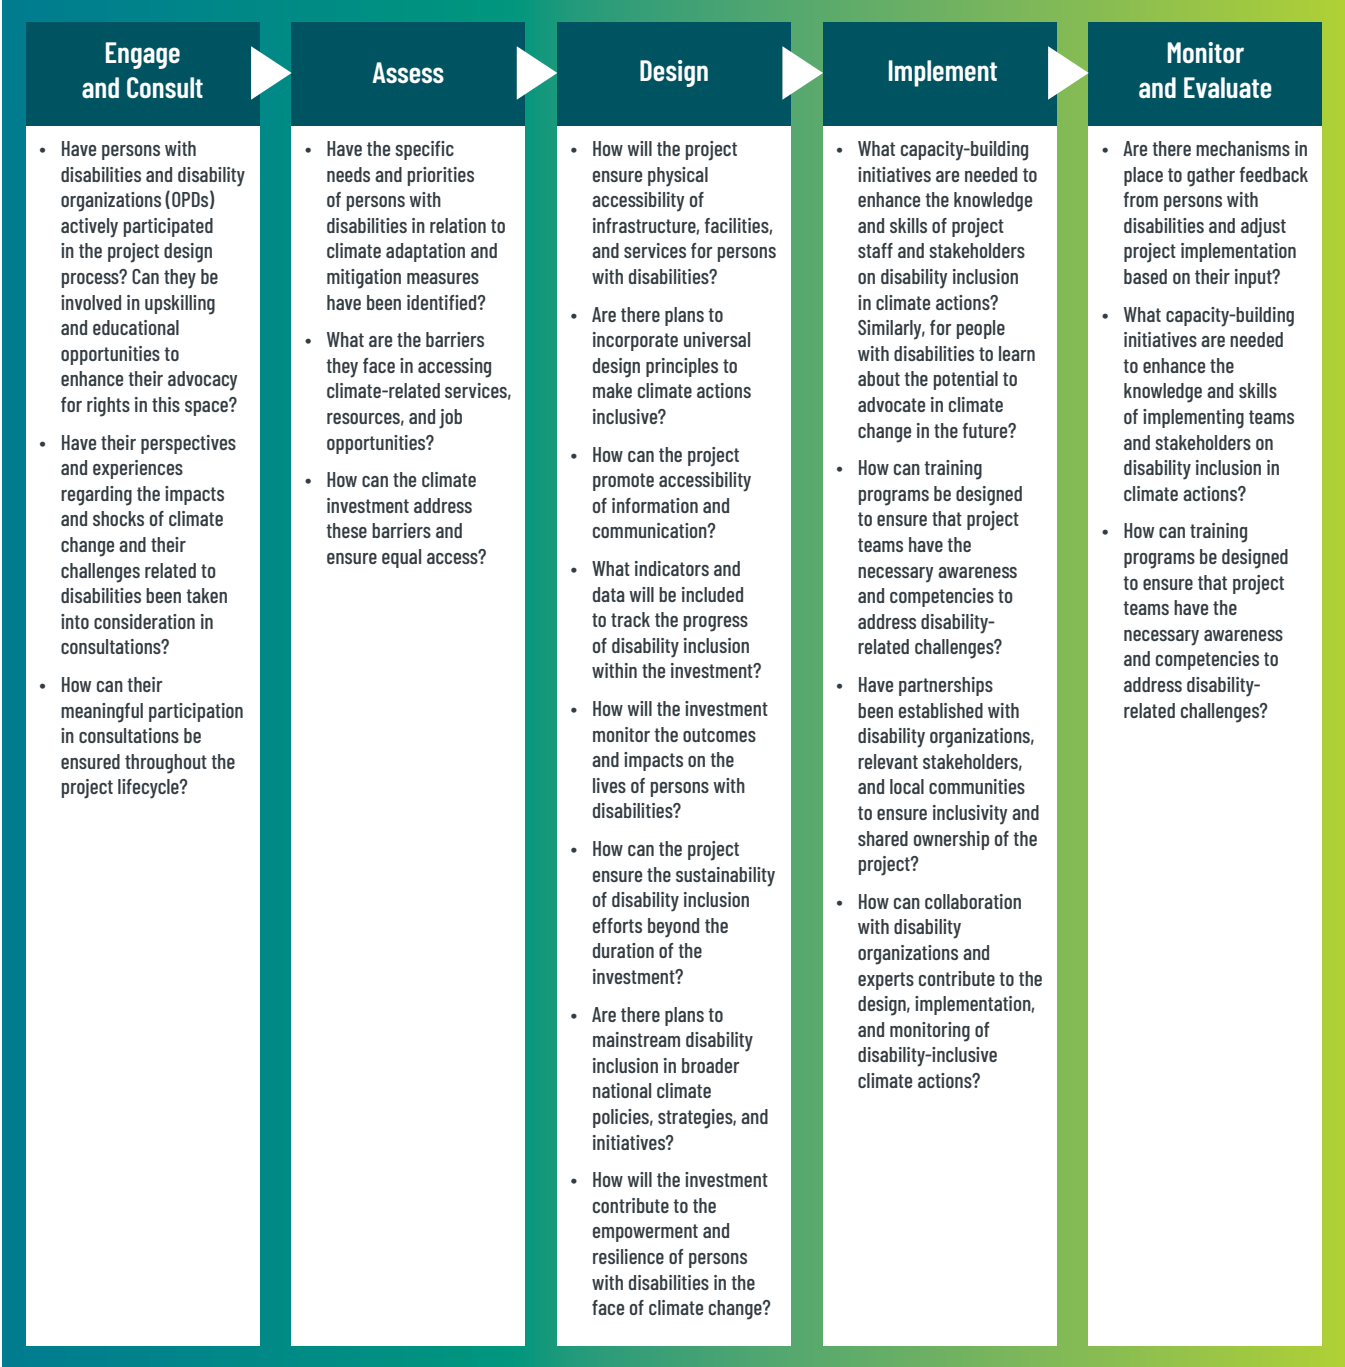 Engage
and Consult
• Have persons with
disabilities and disability
organizations (OPDs)
actively participated
in the project design
process? Can they be
involved in upskilling
and educational
opportunities to
enhance their advocacy
for rights in this space?
• Have their perspectives
and experiences
regarding the impacts
and shocks of climate
change and their
challenges related to
disabilities been taken
into consideration in
consultations?
• How can their
meaningful participation
in consultations be
ensured throughout the
project lifecycle?
Assess
• Have the specific
needs and priorities
of persons with
disabilities in relation to
climate adaptation and
mitigation measures
have been identified?
• What are the barriers
they face in accessing
climate-related services,
resources, and job
opportunities?
• How can the climate
investment address
these barriers and
ensure equal access?
Design
• How will the project
ensure physical
accessibility of
infrastructure, facilities,
and services for persons
with disabilities?
• Are there plans to
incorporate universal
design principles to
make climate actions
inclusive?
• How can the project
promote accessibility
of information and
communication?
• What indicators and
data will be included
to track the progress
of disability inclusion
within the investment?
• How will the investment
monitor the outcomes
and impacts on the
lives of persons with
disabilities?
• How can the project
ensure the sustainability
of disability inclusion
efforts beyond the
duration of the
investment?
• Are there plans to
mainstream disability
inclusion in broader
national climate
policies, strategies, and
initiatives?
• How will the investment
contribute to the
empowerment and
resilience of persons
with disabilities in the
face of climate change?
Implement
• What capacity-building
initiatives are needed to
enhance the knowledge
and skills of project
staff and stakeholders
on disability inclusion
in climate actions?
Similarly, for people
with disabilities to learn
about the potential to
advocate in climate
change in the future?
• How can training
programs be designed
to ensure that project
teams have the
necessary awareness
and competencies to
address disability-
related challenges?
• Have partnerships
been established with
disability organizations,
relevant stakeholders,
and local communities
to ensure inclusivity and
shared ownership of the
project?
• How can collaboration
with disability
organizations and
experts contribute to the
design, implementation,
and monitoring of
disability-inclusive
climate actions?
Monitor
and Evaluate
• Are there mechanisms in
place to gather feedback
from persons with
disabilities and adjust
project implementation
based on their input?
• What capacity-building
initiatives are needed
to enhance the
knowledge and skills
of implementing teams
and stakeholders on
disability inclusion in
climate actions?
• How can training
programs be designed
to ensure that project
teams have the
necessary awareness
and competencies to
address disability-
related challenges?